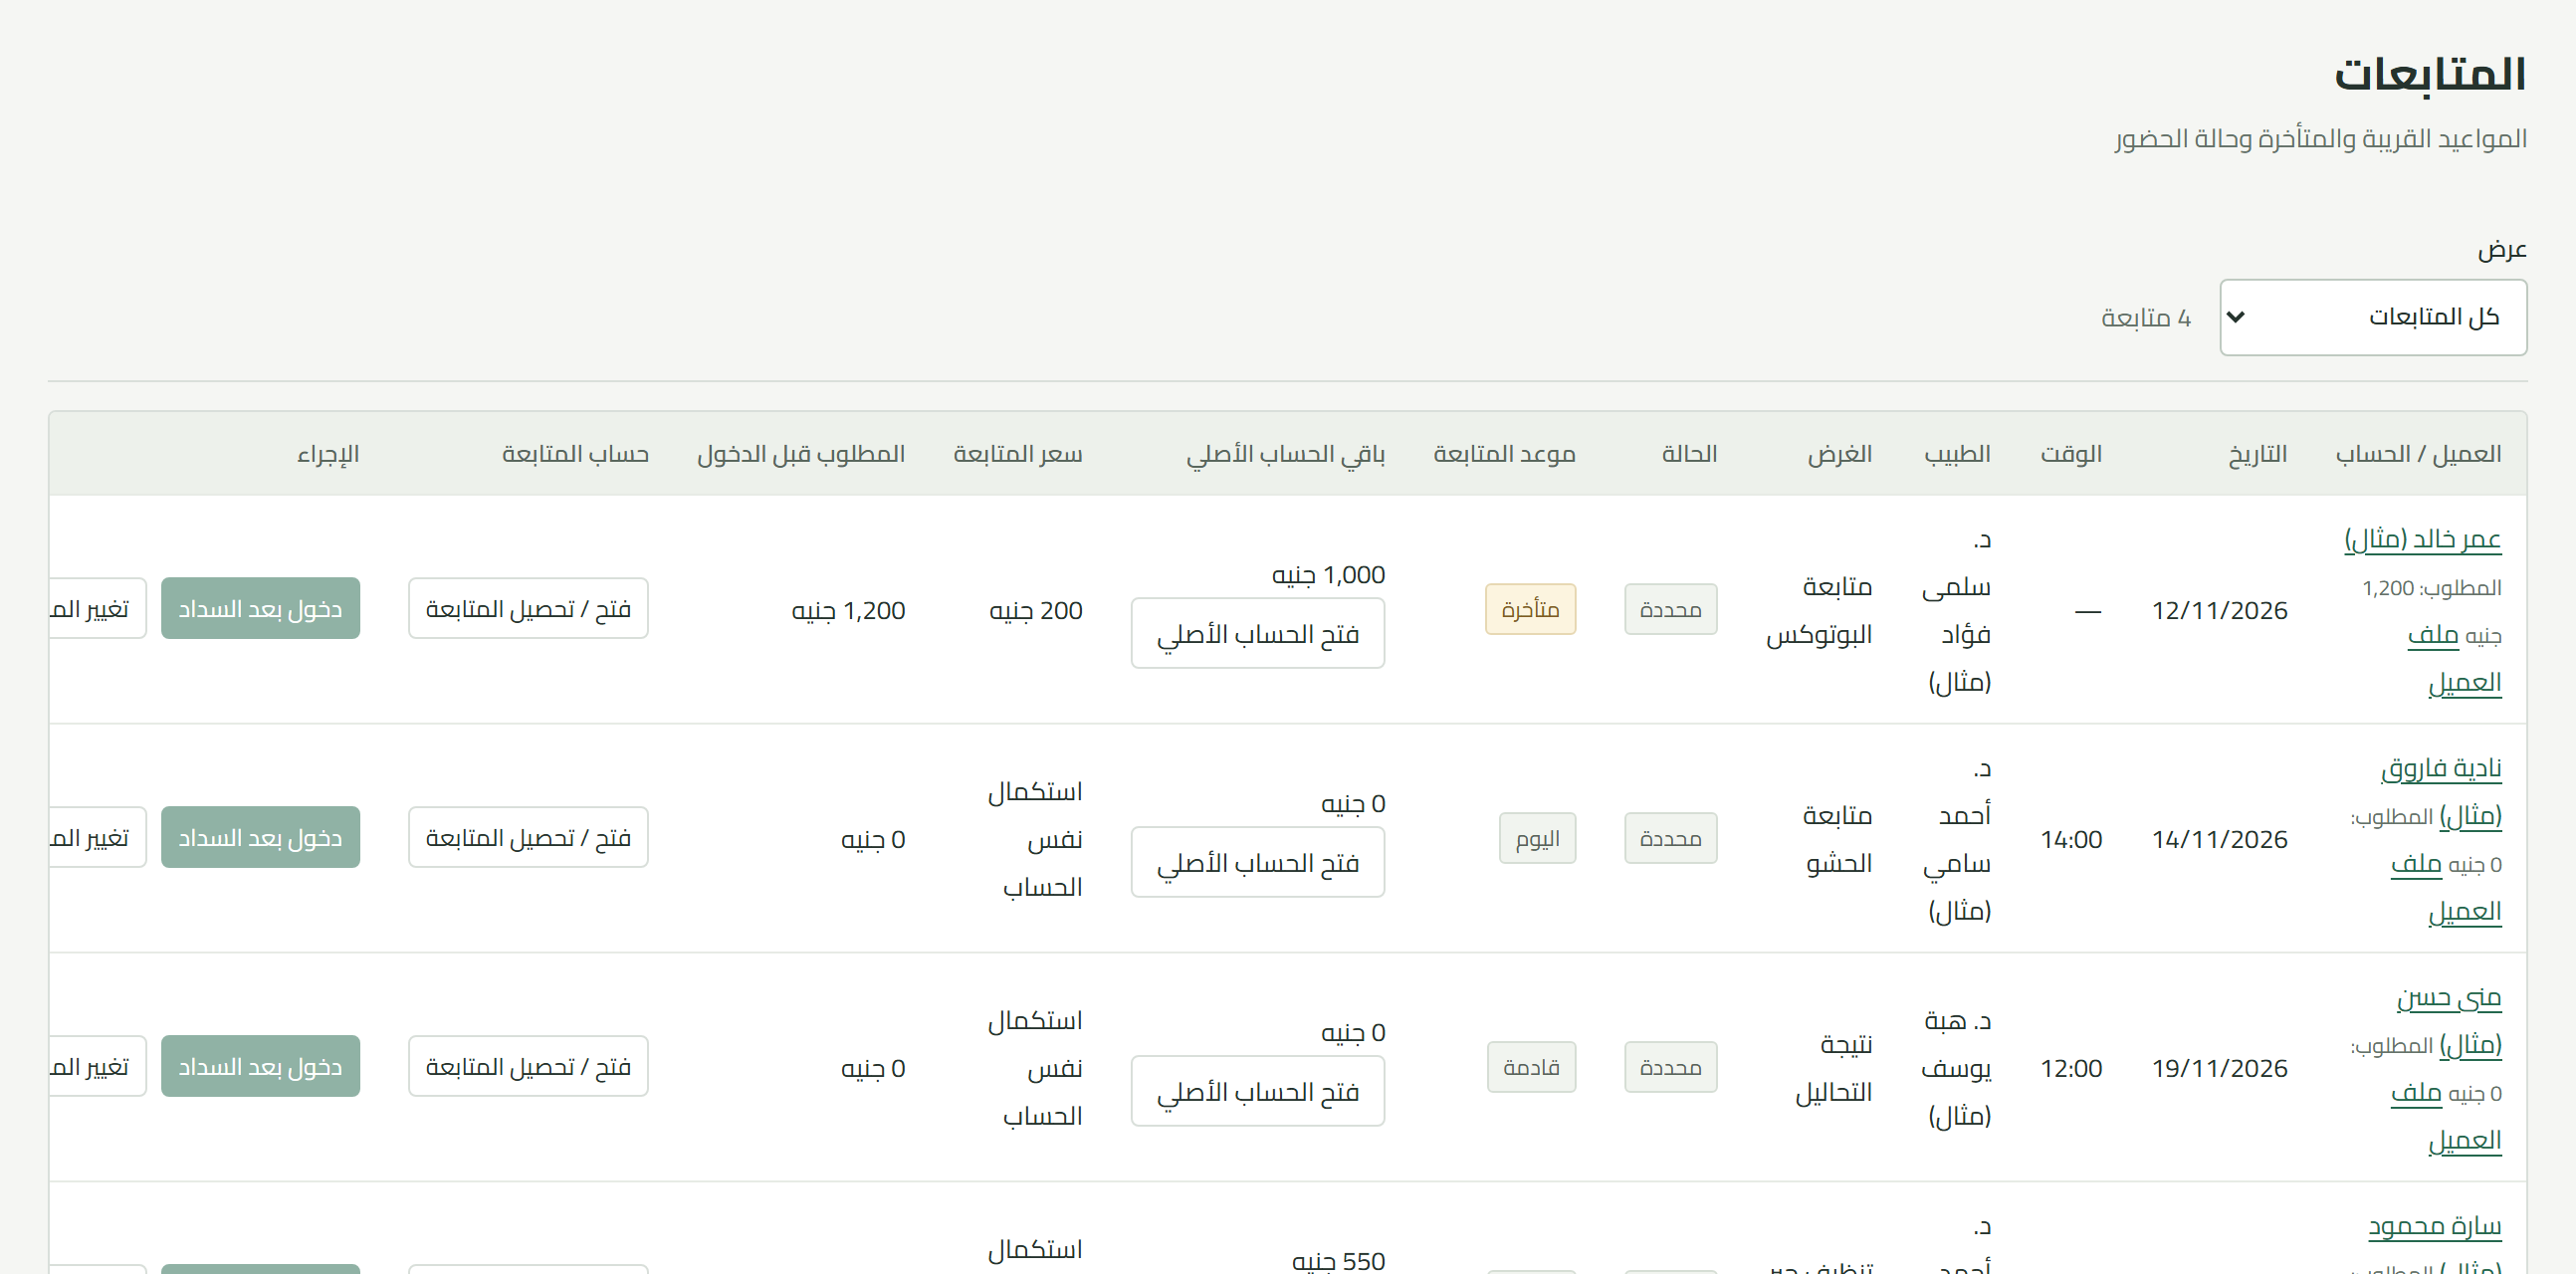 المتابعات
المواعيد القريبة والمتأخرة وحالة الحضور
عرض
كل المتابعات
4 متابعة
العميل / الحساب
التاريخ
الوقت
الطبيب
الغرض
الحالة
موعد المتابعة
باقي الحساب الأصلي
سعر المتابعة
المطلوب قبل الدخول
حساب المتابعة
الإجراء
عمر خالد (مثال)
المطلوب: 1,200
جنيه ملف
العميل
12/11/2026
—
د.
سلمى
فؤاد
(مثال)
متابعة
البوتوكس
محددة
متأخرة
1,000 جنيه
فتح الحساب الأصلي
200 جنيه
1,200 جنيه
فتح / تحصيل المتابعة
دخول بعد السداد
تغيير
نادية فاروق
(مثال) المطلوب:
0 جنيه ملف
العميل
14/11/2026
14:00
د.
أحمد
سامي
(مثال)
متابعة
الحشو
محددة
اليوم
0 جنيه
فتح الحساب الأصلي
استكمال
نفس
الحساب
0 جنيه
فتح / تحصيل المتابعة
دخول بعد السداد
تغيير
منى حسن
(مثال) المطلوب:
0 جنيه ملف
العميل
19/11/2026
12:00
د. هبة
يوسف
(مثال)
نتيجة
التحاليل
محددة
قادمة
0 جنيه
فتح الحساب الأصلي
استكمال
نفس
الحساب
0 جنيه
فتح / تحصيل المتابعة
دخول بعد السداد
تغيير
سارة محمود
(مثال) المطلوب:
د.
أحمد
550 جنيه
استكمال